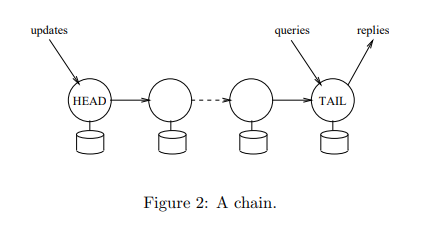 updates
queries
replies
HEAD
TAIL
Figure 2: A chain.